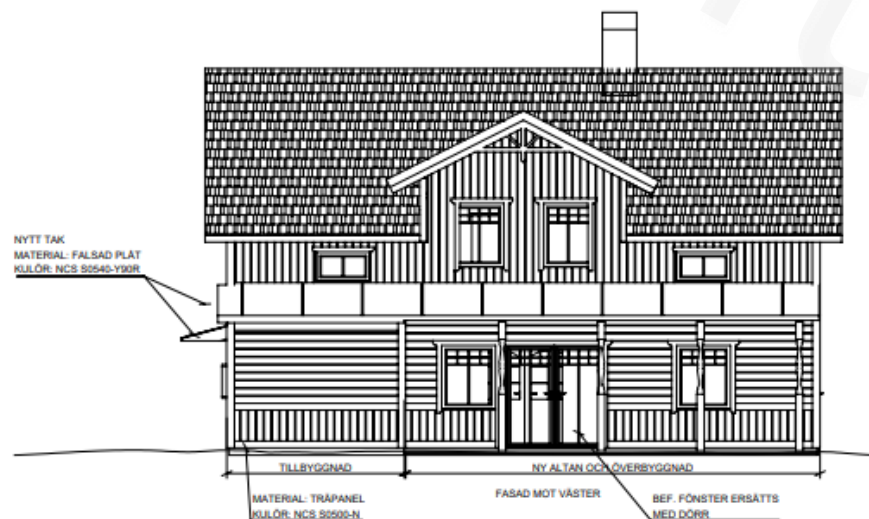 NYTT TAK
MATERIAL: FALSAD PLÅT
KULÖR: NCS S0540-Y90R
TILLBYGGNAD
NY ALTAN OCH ÖVERBYGGNAD
MATERIAL: TRÄPANEL
KULÖR: NCS S0500-N
FASAD MOT VÄSTER
BEF. FÖNSTER ERSÄTTS
MED DÖRR